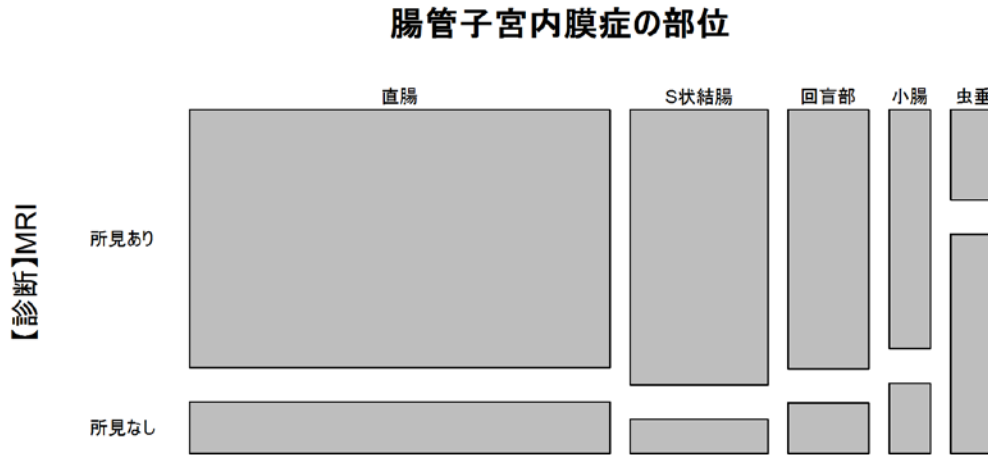 腸管子宮内膜症の部位
直腸
S状結腸
回盲部
小腸
虫垂
【診断】MRI
所見あり
所見なし